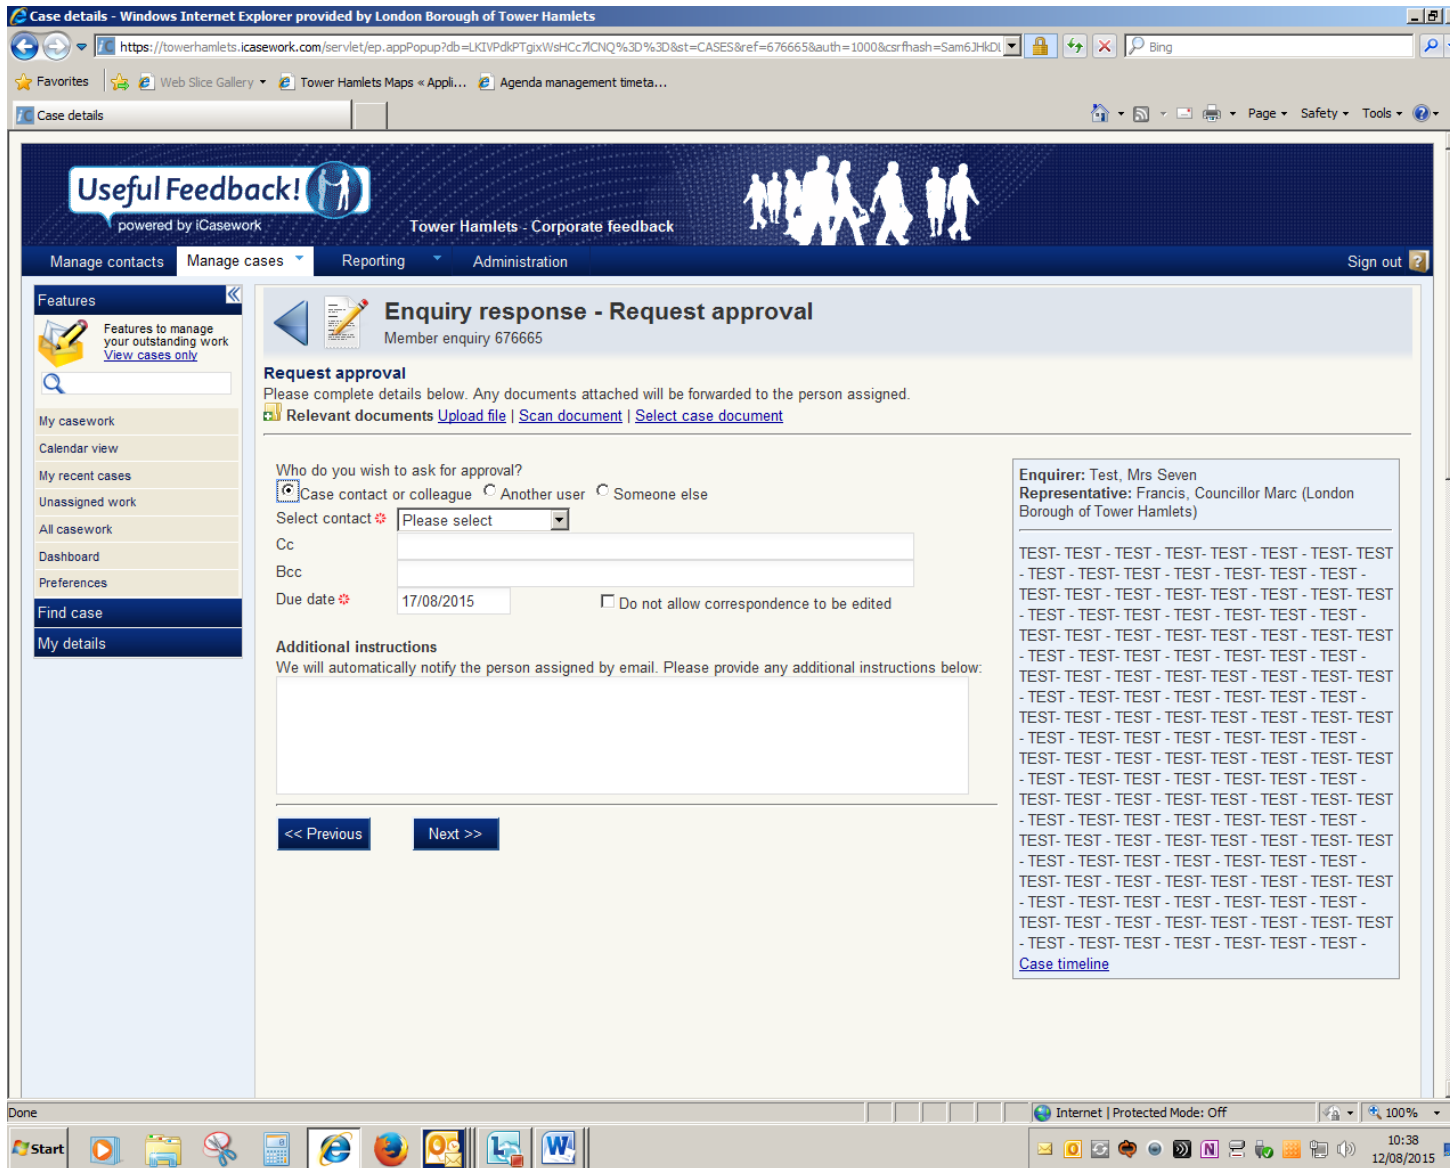 Case details - Windows Internet Explorer provided by London Borough of Tower Hamlets
https://towerhamlets.icasework.com/servlet/ep.appPopup?db=LKIVPdkPTgixWsHCc7lCNQ%3D%3D&st=CASES&ref=676665&auth=1000&csrfhash=Sam6JHkDL
Bing
Favorites Web Slice Gallery Tower Hamlets Maps « Appli... Agenda management timeta...
Case details
Page Safety Tools
Useful Feedback!
powered by iCasework
Tower Hamlets - Corporate feedback
Manage contacts Manage cases Reporting Administration Sign out
Features
Features to manage
your outstanding work
View cases only
My casework
Calendar view
My recent cases
Unassigned work
All casework
Dashboard
Preferences
Find case
My details
Enquiry response - Request approval
Member enquiry 676665
Request approval
Please complete details below. Any documents attached will be forwarded to the person assigned.
Relevant documents Upload file | Scan document | Select case document
Who do you wish to ask for approval?
Case contact or colleague Another user Someone else
Select contact Please select
Cc
Bcc
Due date 17/08/2015 Do not allow correspondence to be edited
Additional instructions
We will automatically notify the person assigned by email. Please provide any additional instructions below:
<< Previous Next >>
Enquirer: Test, Mrs Seven
Representative: Francis, Councillor Marc (London
Borough of Tower Hamlets)
TEST- TEST - TEST - TEST- TEST - TEST - TEST- TEST
- TEST - TEST- TEST - TEST - TEST- TEST - TEST -
TEST- TEST - TEST - TEST- TEST - TEST - TEST- TEST
- TEST - TEST- TEST - TEST - TEST- TEST - TEST -
TEST- TEST - TEST - TEST- TEST - TEST - TEST- TEST
- TEST - TEST- TEST - TEST - TEST- TEST - TEST -
TEST- TEST - TEST - TEST- TEST - TEST - TEST- TEST
- TEST - TEST- TEST - TEST - TEST- TEST - TEST -
TEST- TEST - TEST - TEST- TEST - TEST - TEST- TEST
- TEST - TEST- TEST - TEST - TEST- TEST - TEST -
TEST- TEST - TEST - TEST- TEST - TEST - TEST- TEST
- TEST - TEST- TEST - TEST - TEST- TEST - TEST -
TEST- TEST - TEST - TEST- TEST - TEST - TEST- TEST
- TEST - TEST- TEST - TEST - TEST- TEST - TEST -
TEST- TEST - TEST - TEST- TEST - TEST - TEST- TEST
- TEST - TEST- TEST - TEST - TEST- TEST - TEST -
TEST- TEST - TEST - TEST- TEST - TEST - TEST- TEST
- TEST - TEST- TEST - TEST - TEST- TEST - TEST -
TEST- TEST - TEST - TEST- TEST - TEST - TEST- TEST
- TEST - TEST- TEST - TEST - TEST- TEST - TEST -
Case timeline
Done Internet | Protected Mode: Off 100%
Start 10:38
12/08/2015